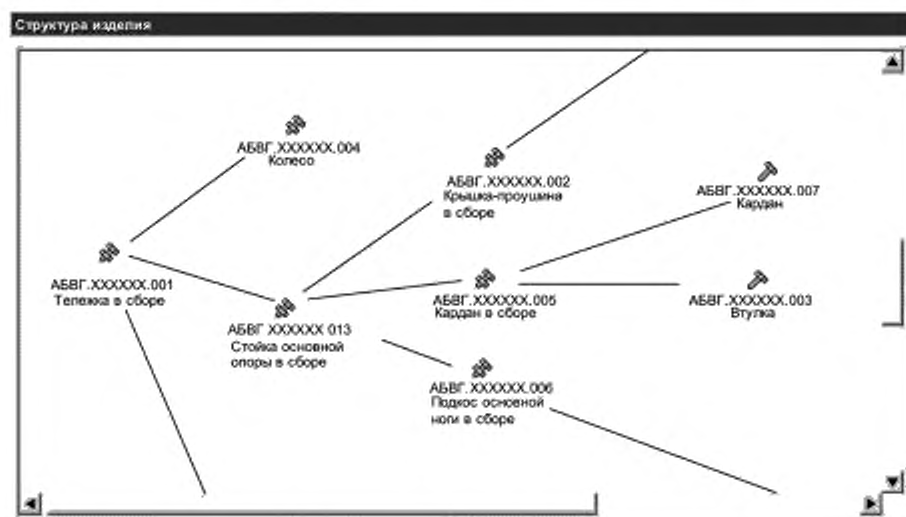 Структура изделия
АБВГ.XXXXXX.004
Колесо
АБВГ.XXXXXX.002
Крышка-проушина
в сборе
АБВГ.XXXXXX.007
Кардан
АБВГ.XXXXXX.001
Тележка в сборе
АБВГ XXXXXX 013
Стойка основной
опоры в сборе
АБВГ.XXXXXX.005
Кардан в сборе
АБВГ.XXXXXX.003
Втулка
АБВГ.XXXXXX.006
Подкос основной
ноги в сборе